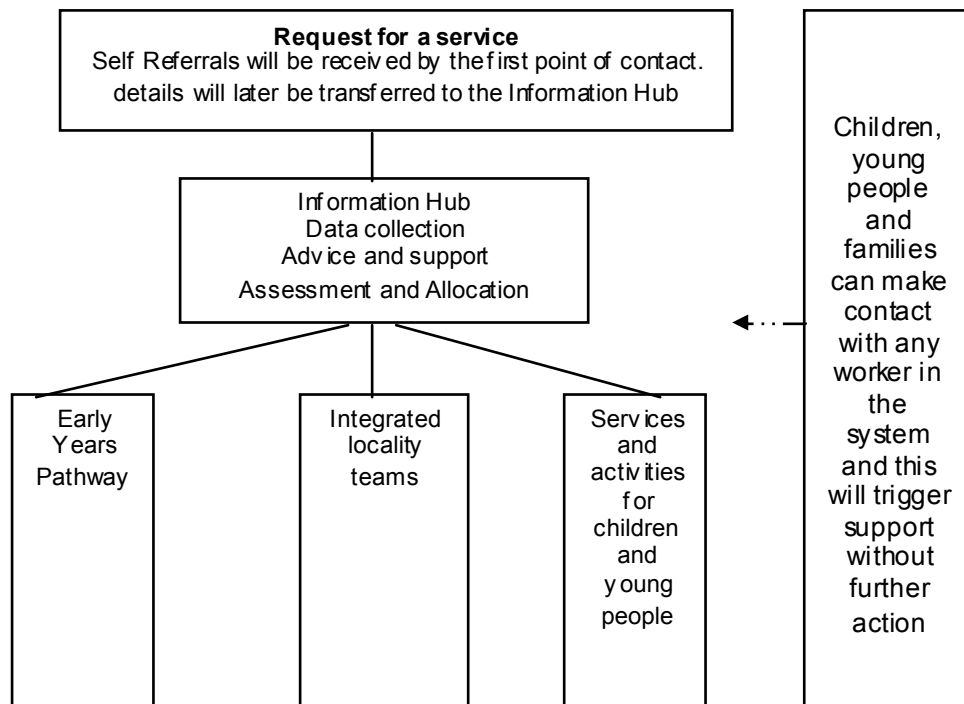 Request for a service
Self Referrals will be received by the first point of contact.
details will later be transferred to the Information Hub
Information Hub
Data collection
Advice and support
Assessment and Allocation
Early
Years
Pathway
Integrated
locality
teams
Services
and
activities
for
children
and
young
people
Children,
young
people
and
families
can make
contact
with any
worker in
the
system
and this
will trigger
support
without
further
action